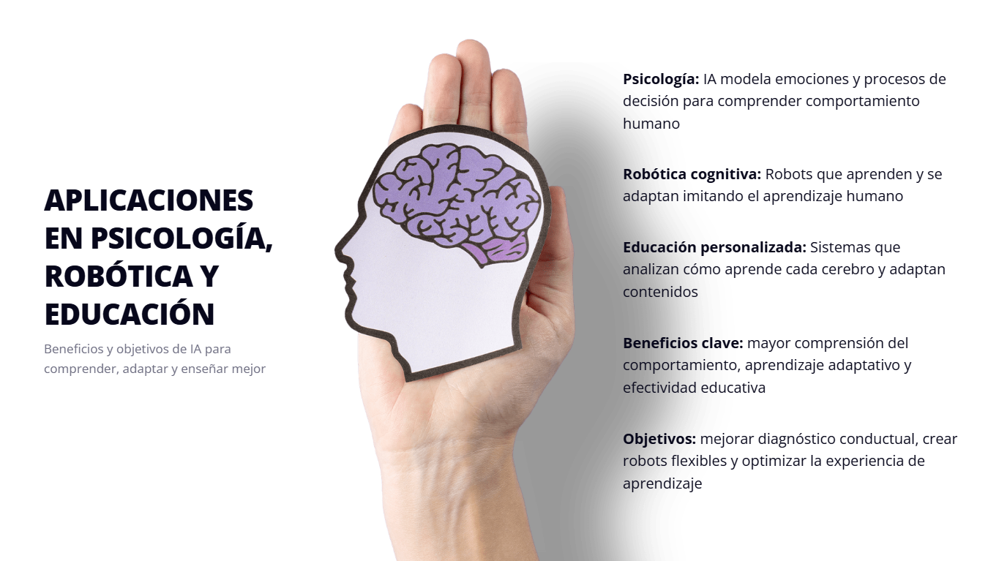 APLICACIONES
EN PSICOLOGÍA,
ROBÓTICA Y
EDUCACIÓN
Beneficios y objetivos de IA para
comprender, adaptar y enseñar mejor
Psicología: IA modela emociones y procesos de
decisión para comprender comportamiento
humano
Robótica cognitiva: Robots que aprenden y se
adaptan imitando el aprendizaje humano
Educación personalizada: Sistemas que
analizan cómo aprende cada cerebro y adaptan
contenidos
Beneficios clave: mayor comprensión del
comportamiento, aprendizaje adaptativo y
efectividad educativa
Objetivos: mejorar diagnóstico conductual, crear
robots flexibles y optimizar la experiencia de
aprendizaje